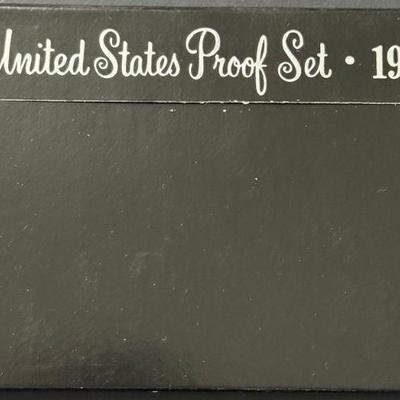 United States Proof Set • 19